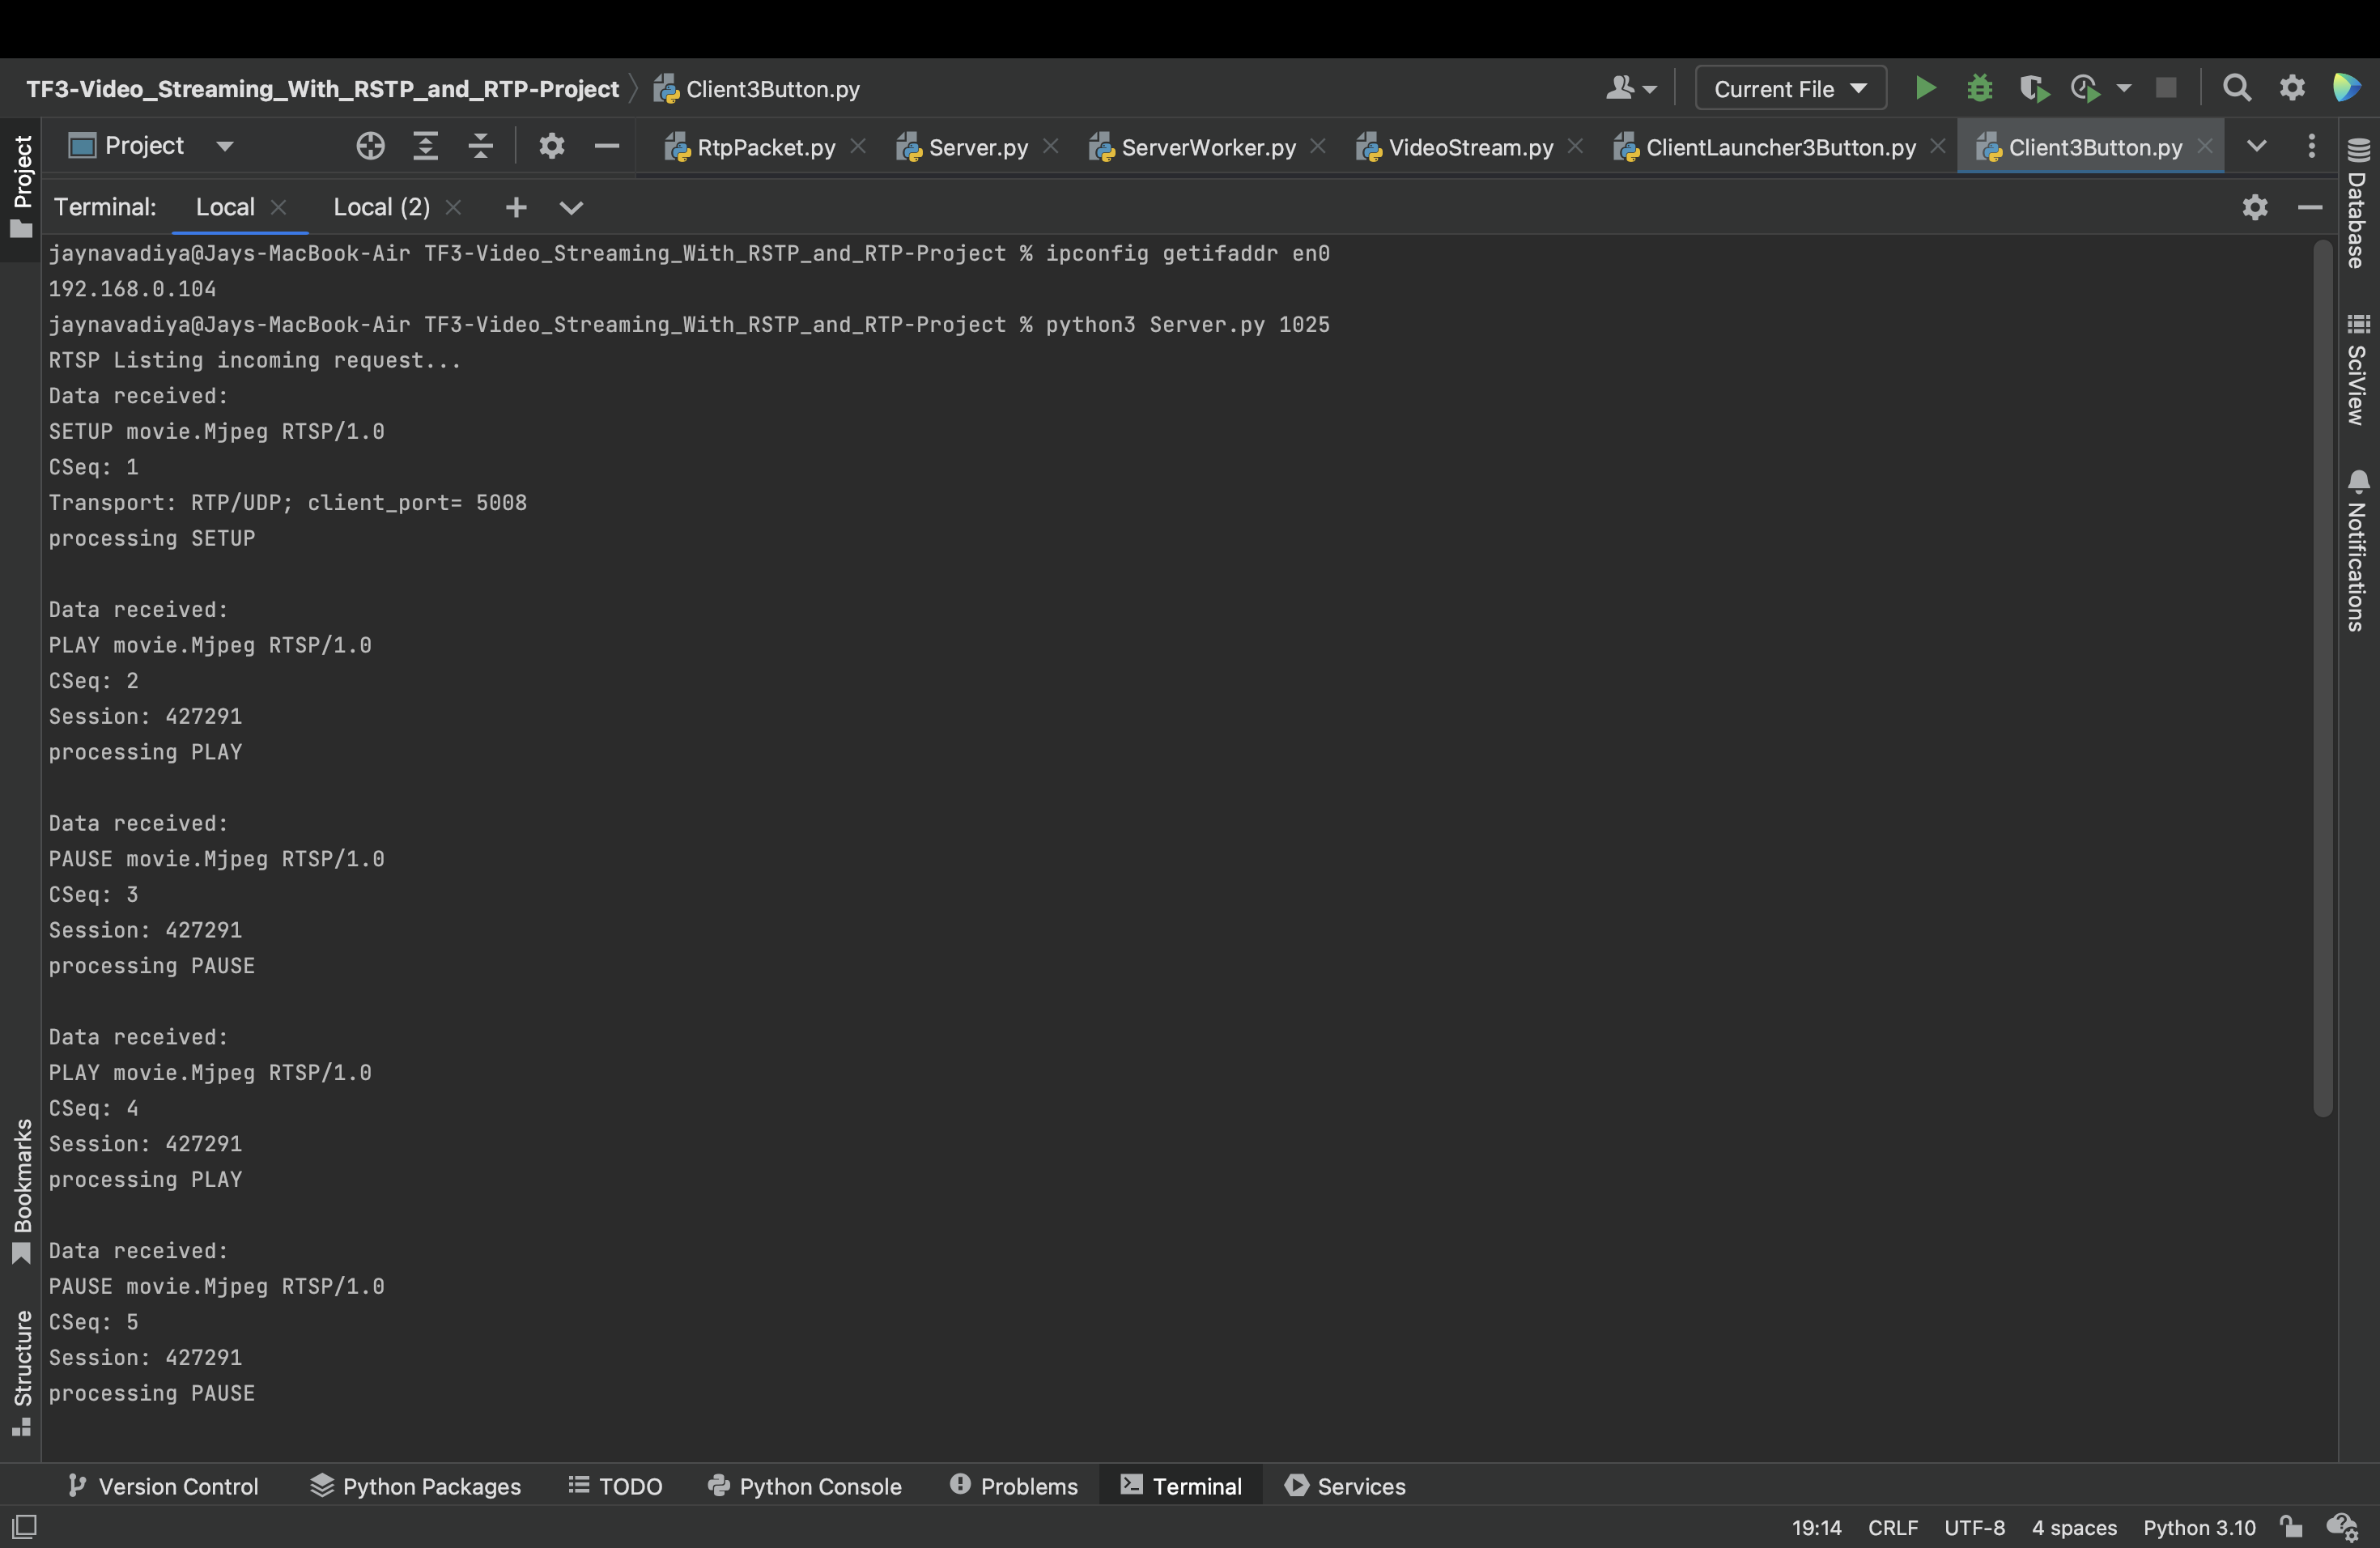 TF3-Video_Streaming_With_RSTP_and_RTP-Project
Client3Button.py
Current File
Project
Project
RtpPacket.py
Server.py
ServerWorker.py
VideoStream.py
ClientLauncher3Button.py
Client3Button.py
Database
SciView
Notifications
Terminal:
Local
Local (2)
jaynavadiya@Jays-MacBook-Air TF3-Video_Streaming_With_RSTP_and_RTP-Project % ipconfig getifaddr en0
192.168.0.104
jaynavadiya@Jays-MacBook-Air TF3-Video_Streaming_With_RSTP_and_RTP-Project % python3 Server.py 1025
RTSP Listing incoming request...
Data received:
SETUP movie.Mjpeg RTSP/1.0
CSeq: 1
Transport: RTP/UDP; client_port= 5008
processing SETUP
Data received:
PLAY movie.Mjpeg RTSP/1.0
CSeq: 2
Session: 427291
processing PLAY
Data received:
PAUSE movie.Mjpeg RTSP/1.0
CSeq: 3
Session: 427291
processing PAUSE
Data received:
PLAY movie.Mjpeg RTSP/1.0
CSeq: 4
Session: 427291
processing PLAY
Data received:
PAUSE movie.Mjpeg RTSP/1.0
CSeq: 5
Session: 427291
processing PAUSE
Bookmarks
Structure
Version Control
Python Packages
TODO
Python Console
Problems
Terminal
Services
19:14
CRLF
UTF-8
4 spaces
Python 3.10